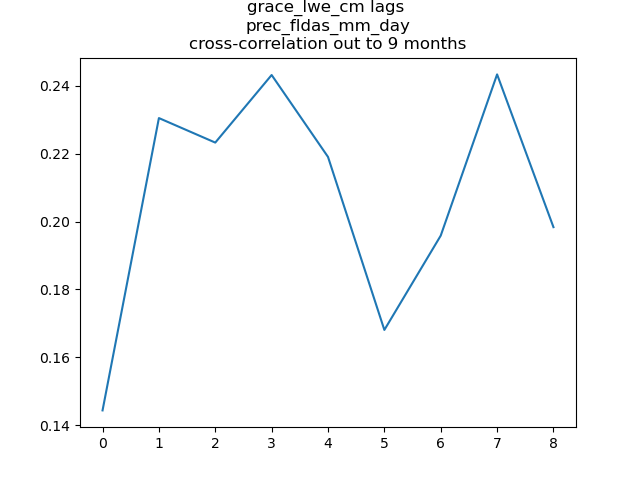 grace_lwe_cm lags
prec_fldas_mm_day
cross-correlation out to 9 months
0.24
0.22
0.20
0.18
0.16
0.14
0 1 2 3 4 5 6 7 8